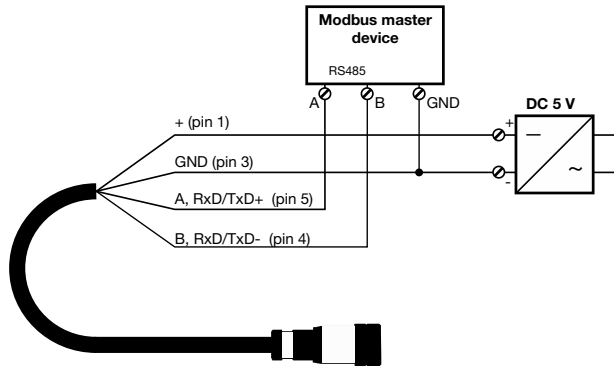 Modbus master
device
RS485
A
B
GND
DC 5 V
+ (pin 1)
+
GND (pin 3)
-
~
A, RxD/TxD+ (pin 5)
B, RxD/TxD- (pin 4)